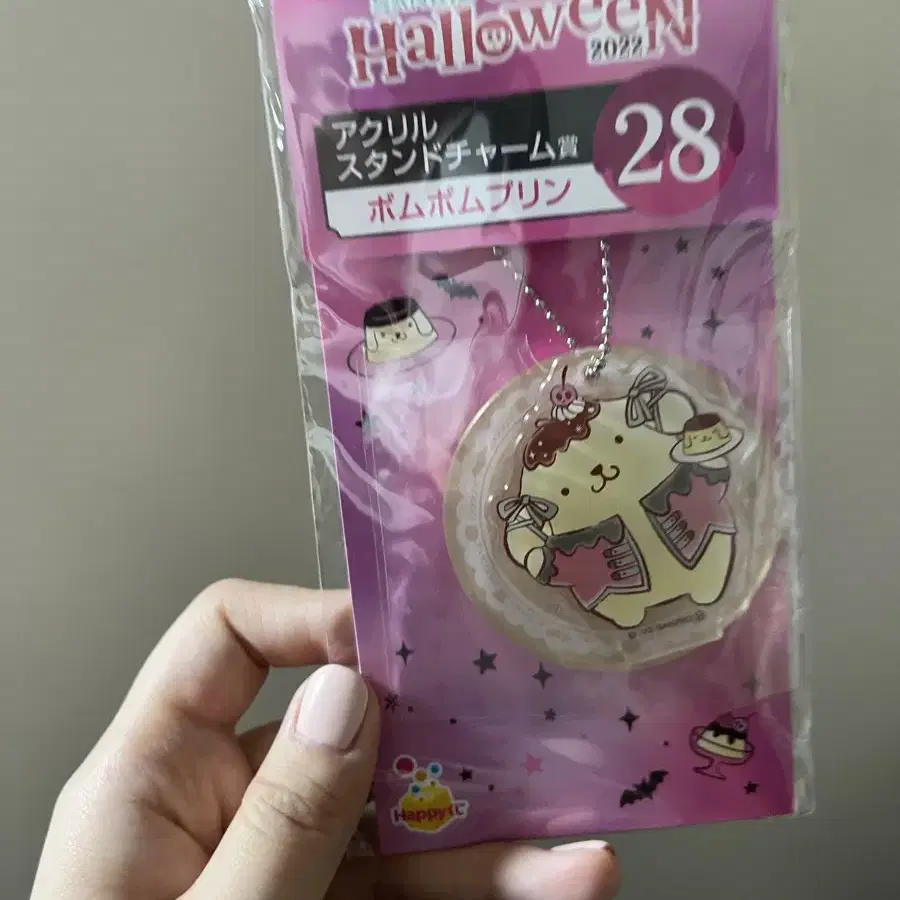 Halloween
2022
アクリル
スタンドチャーム賞
28
ポムポムプリン
Happyくじ